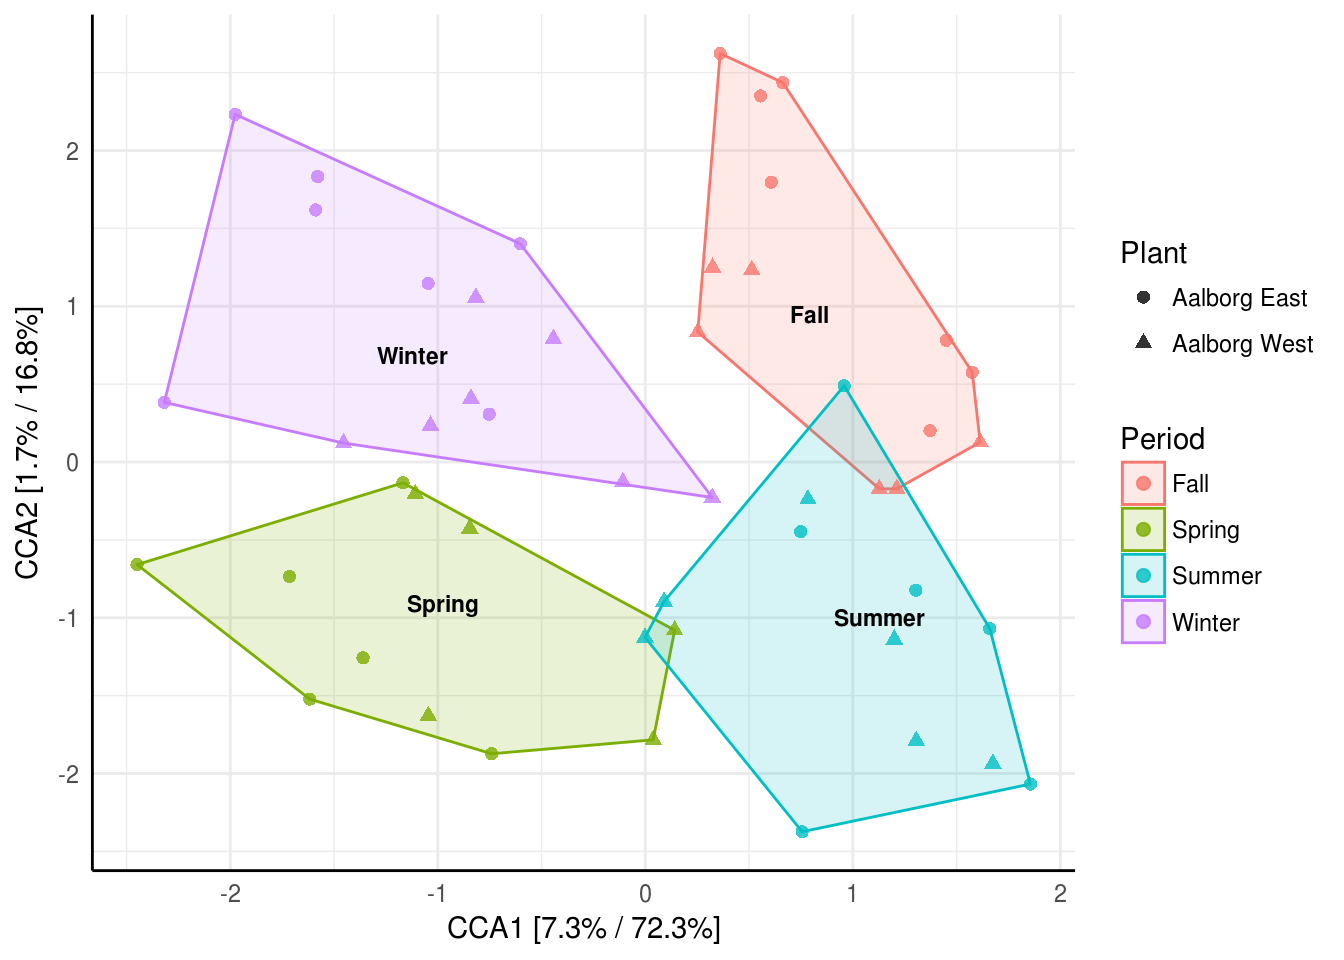 Winter
Fall
Spring
Summer
2
1
0
-1
-2
-2
-1
0
1
2
CCA2 [1.7% / 16.8%]
CCA1 [7.3% / 72.3%]
Plant
Aalborg East
Aalborg West
Period
Fall
Spring
Summer
Winter